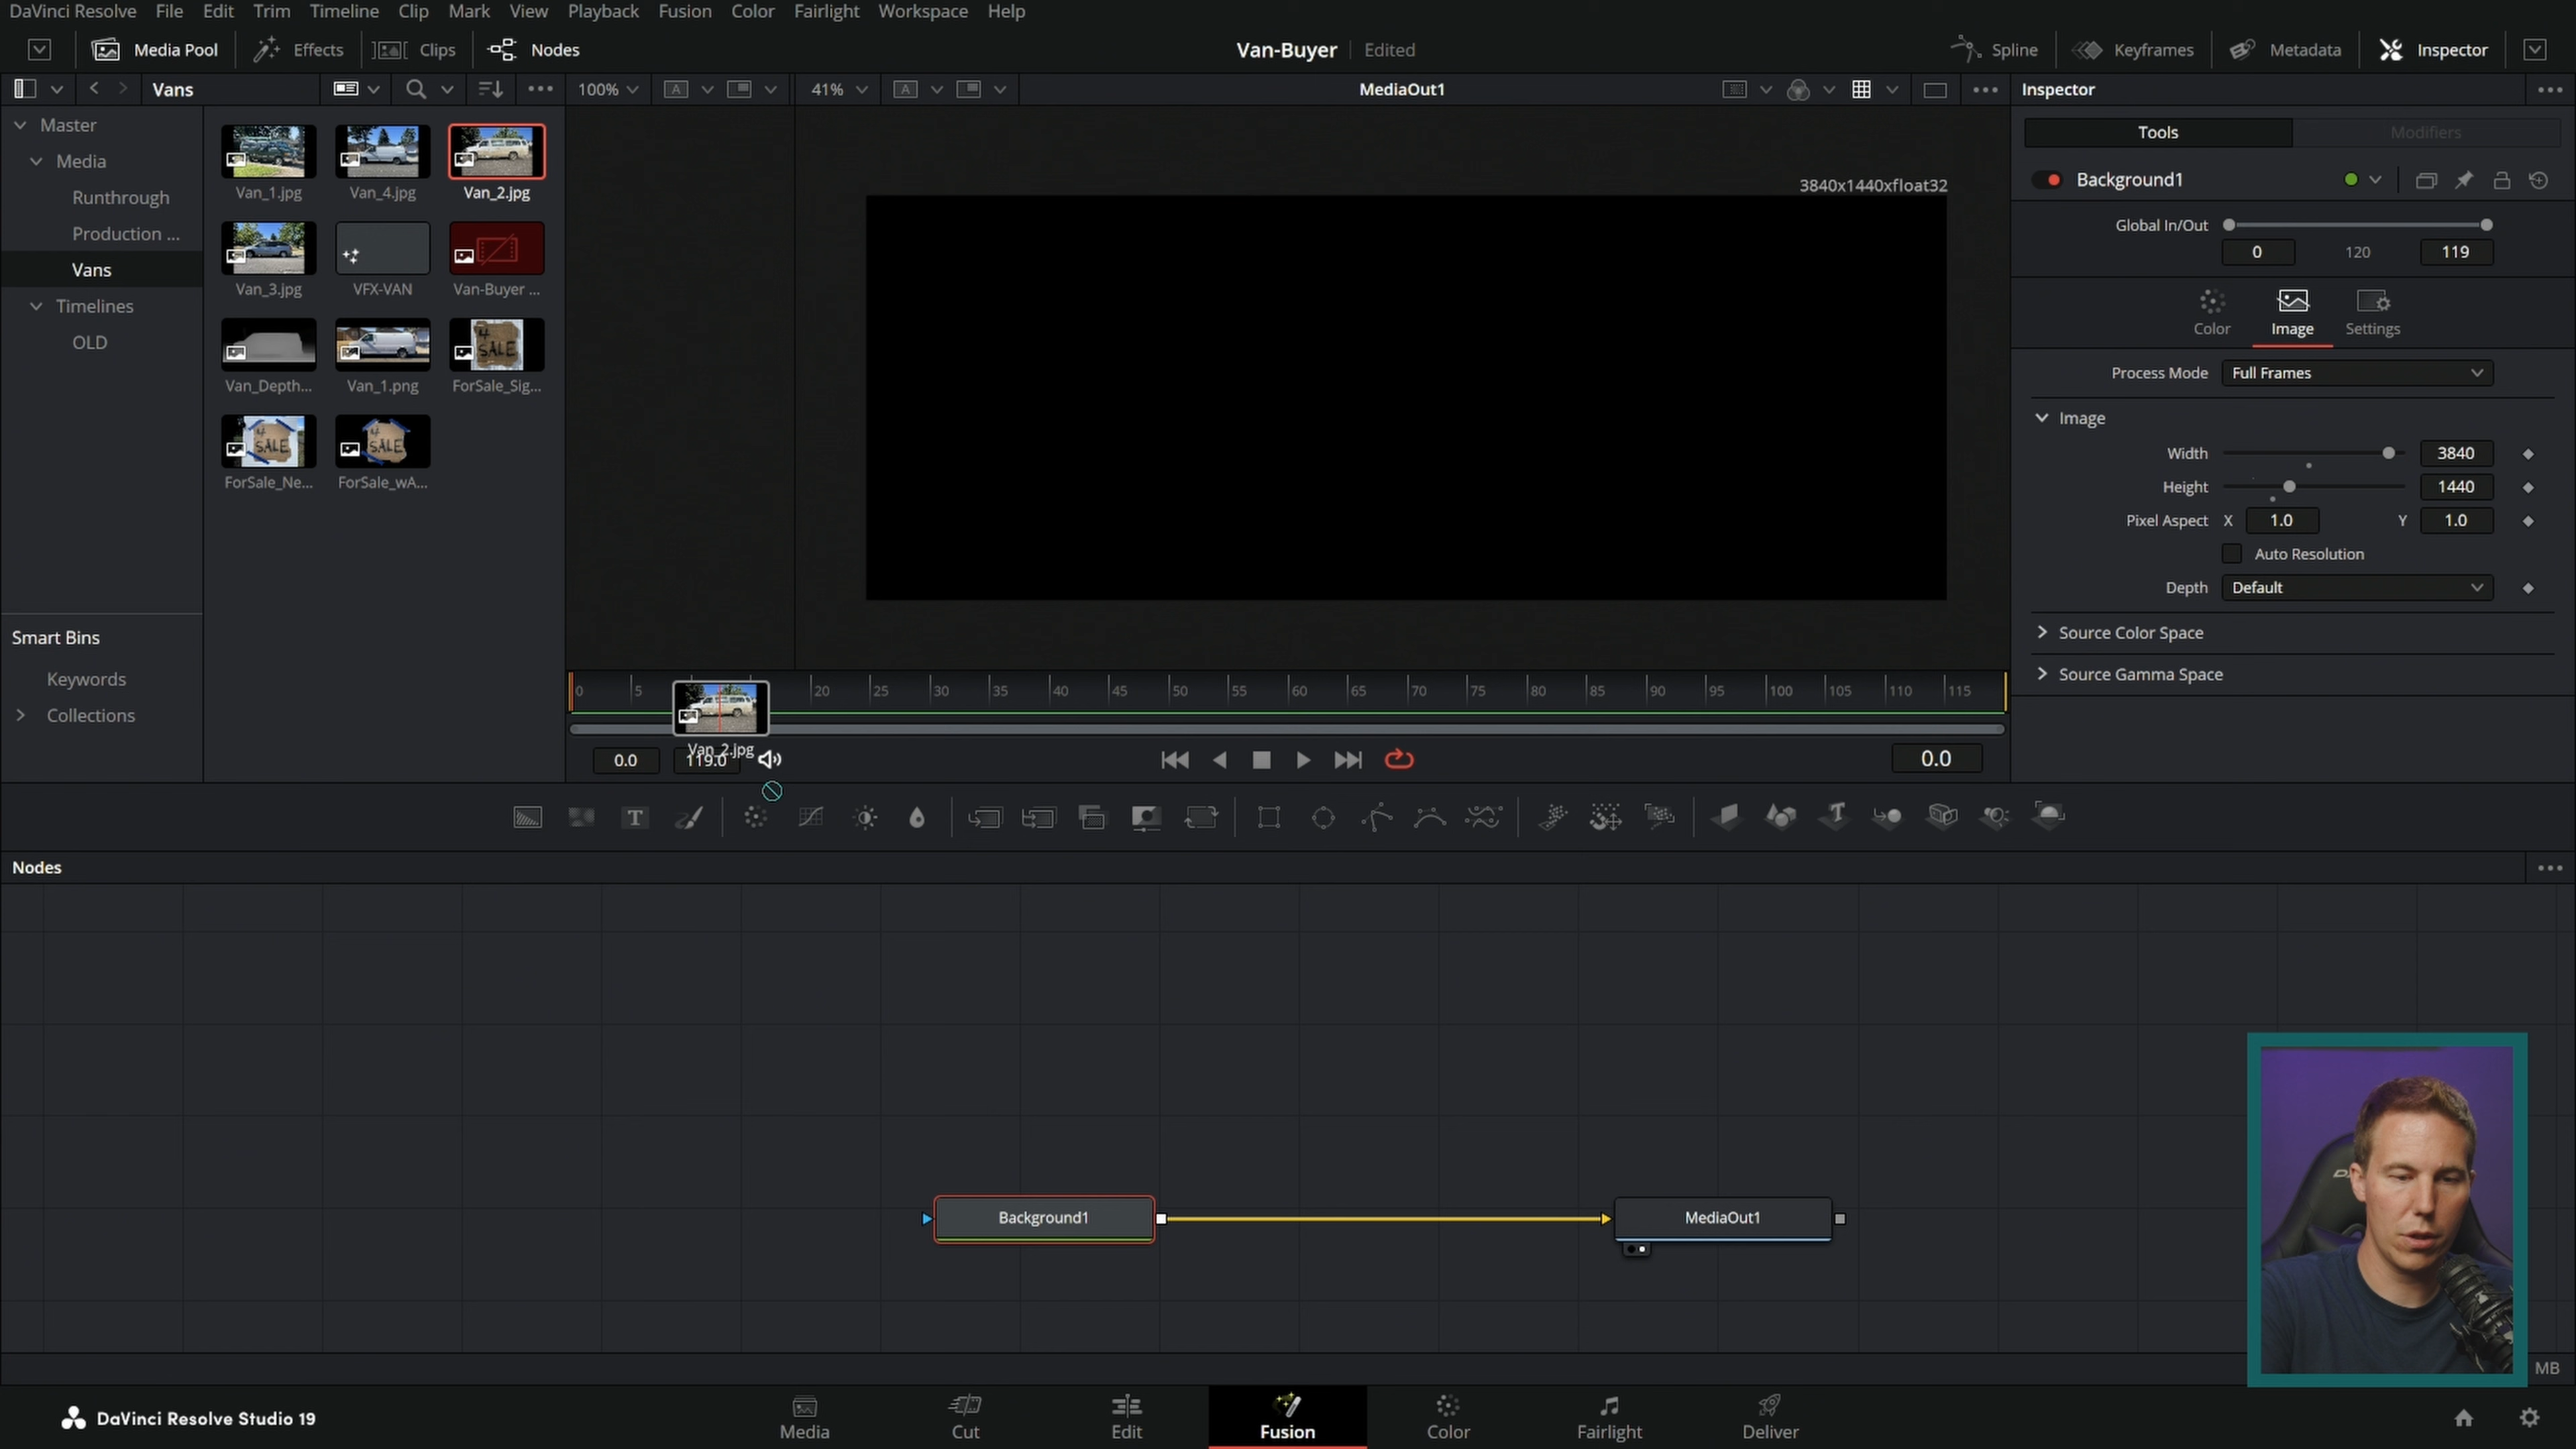 DaVinci Resolve File Edit Trim Timeline Clip Mark View Playback Fusion Color Fairlight Workspace Help
Media Pool Effects Clips Nodes Van-Buyer Edited Spline Keyframes Metadata Inspector
Vans 100% A 41% A MediaOut1 Inspector
Master
Media
Runthrough
Production ...
Vans
Timelines
OLD
Smart Bins
Keywords
Collections
Van_1.jpg Van_4.jpg Van_2.jpg
Van_3.jpg VFX-VAN Van-Buyer ...
4
SALE
Van_Depth... Van_1.png ForSale_Sig...
4
SALE
4
SALE
ForSale_Ne... ForSale_wA...
3840x1440xfloat32
0 5 20 25 30 35 40 45 50 55 60 65 70 75 80 85 90 95 100 105 110 115
Van_2.jpg
0.0 119.0 0.0
Tools Modifiers
Background1
Global In/Out
0 120 119
Color Image Settings
Process Mode Full Frames
Image
Width 3840
Height 1440
Pixel Aspect X 1.0 Y 1.0
Auto Resolution
Depth Default
Source Color Space
Source Gamma Space
T T
Nodes
Background1 MediaOut1
MB
DaVinci Resolve Studio 19 Media Cut Edit Fusion Color Fairlight Deliver